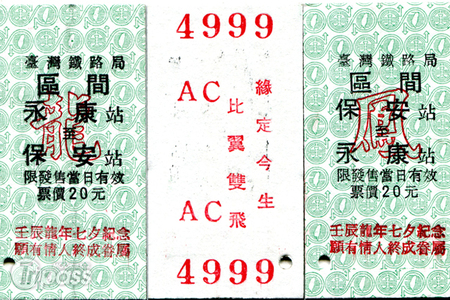 臺灣鐵路局
區間
永康站
龍
保安站
限發售當日有效
票價20元
壬辰龍年七夕紀念
願有情人終成眷屬
4999
AC
緣定今生
比翼雙飛
AC
4999
臺灣鐵路局
區間
保安站
鳳
永康站
限發售當日有效
票價20元
壬辰龍年七夕紀念
願有情人終成眷屬
Tripass